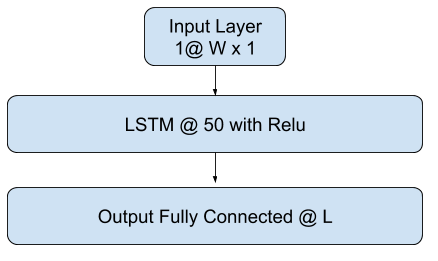 Input Layer
1@ W x 1
LSTM @ 50 with Relu
Output Fully Connected @ L